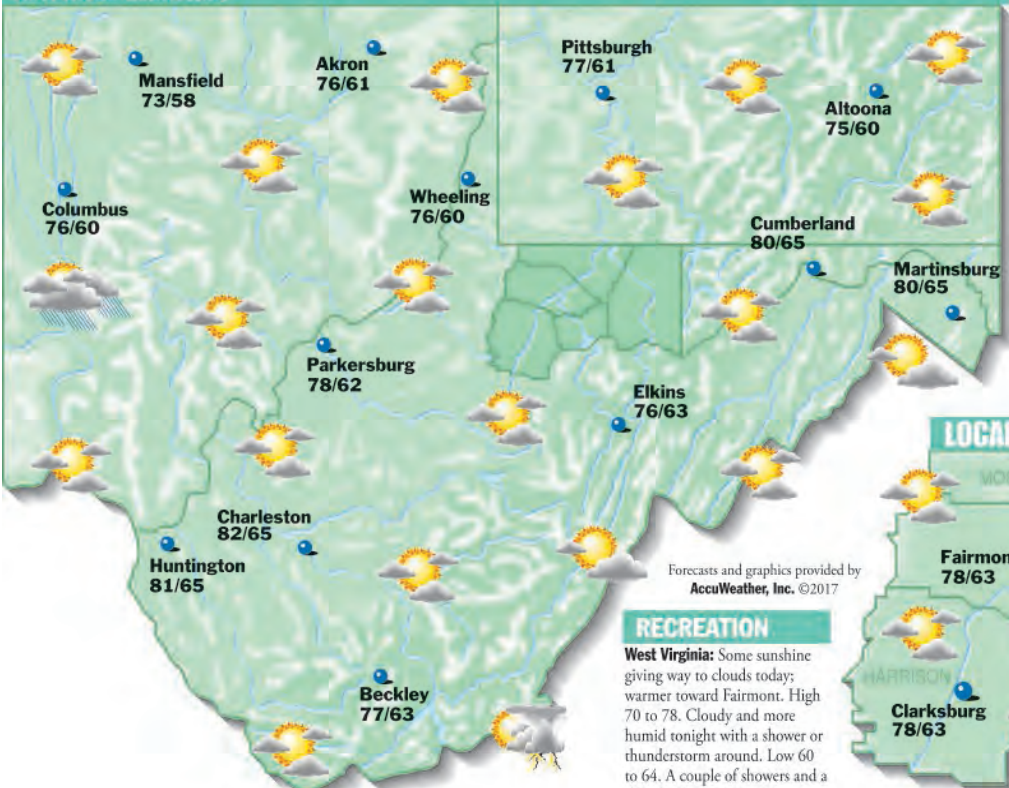 Mansfield
73/58
Akron
76/61
Pittsburgh
77/61
Altoona
75/60
Columbus
76/60
Wheeling
76/60
Cumberland
80/65
Martinsburg
80/65
Parkersburg
78/62
Elkins
76/63
Charleston
82/65
Huntington
81/65
Beckley
77/63
Forecasts and graphics provided by
AccuWeather, Inc. ©2017
RECREATION
West Virginia: Some sunshine
giving way to clouds today;
warmer toward Fairmont. High
70 to 78. Cloudy and more
humid tonight with a shower or
thunderstorm around. Low 60
to 64. A couple of showers and a
LOCAL
MO
Fairmon
78/63
HARRISON
Clarksburg
78/63